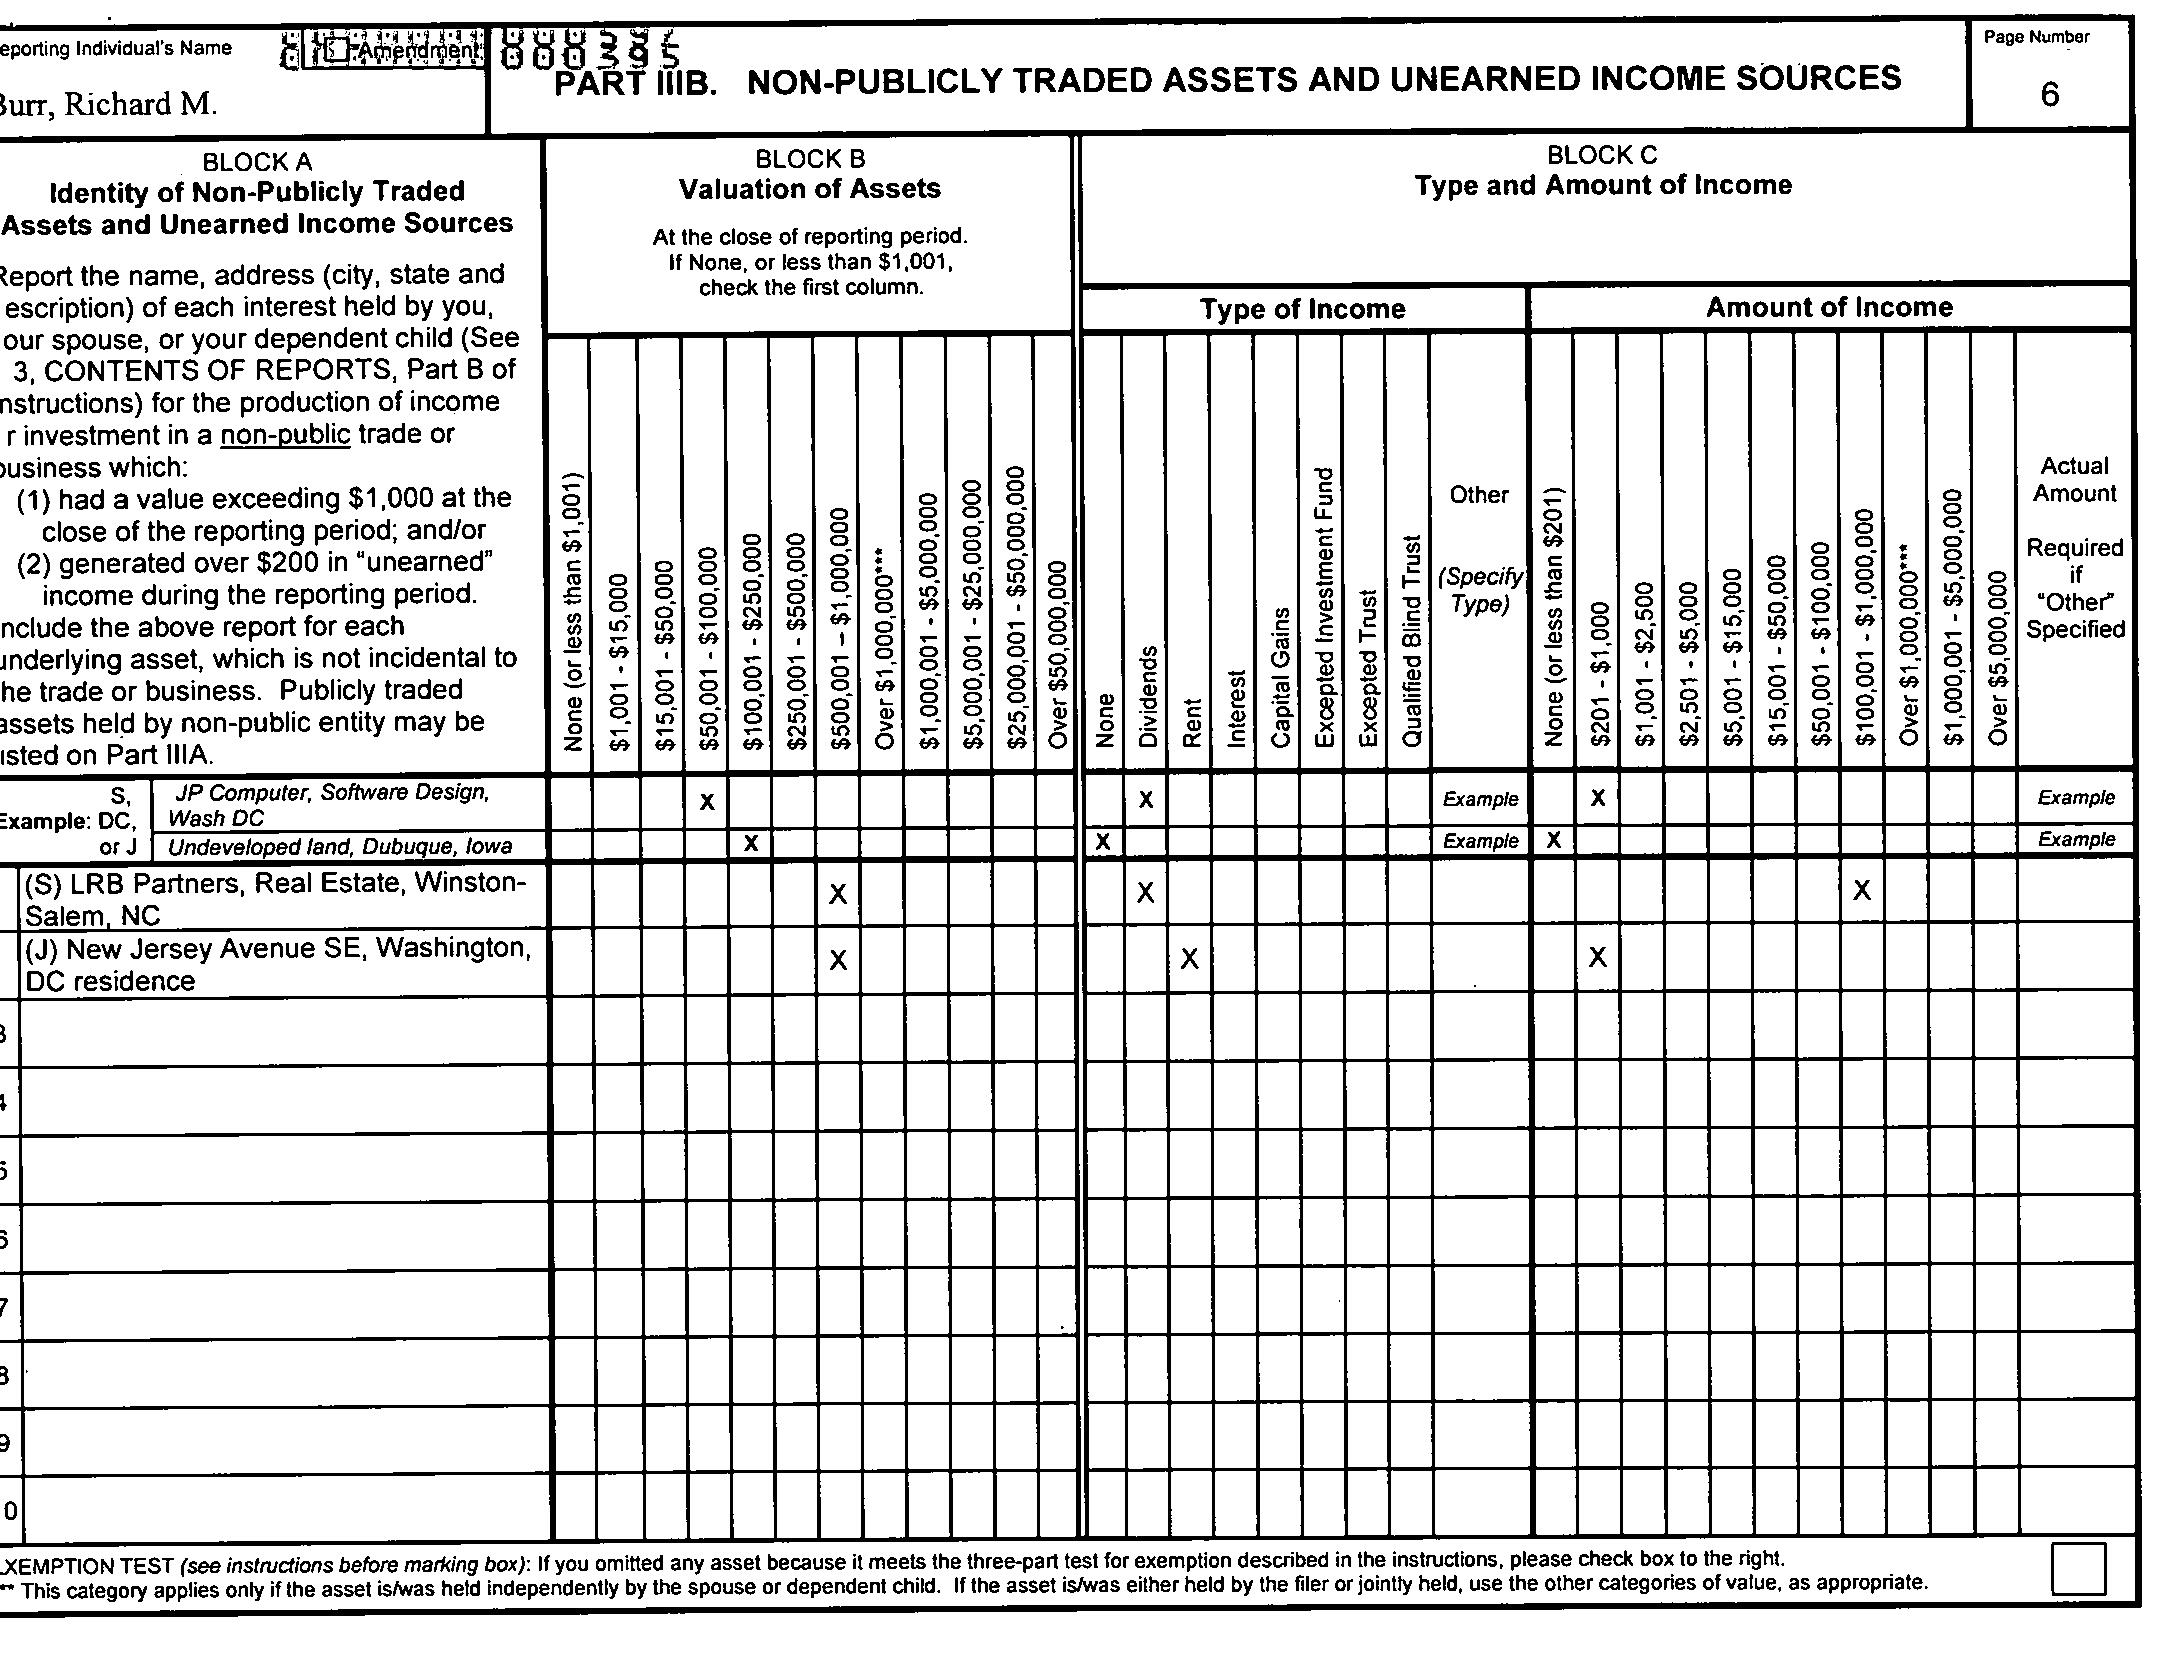 eporting Individual's Name
Amendment
000395
PART IIIB. NON-PUBLICLY TRADED ASSETS AND UNEARNED INCOME SOURCES
Page Number
6
Burr, Richard M.
BLOCK A
Identity of Non-Publicly Traded
Assets and Unearned Income Sources
Report the name, address (city, state and
escription) of each interest held by you,
our spouse, or your dependent child (See
3, CONTENTS OF REPORTS, Part B of
nstructions) for the production of income
r investment in a non-public trade or
business which:
(1) had a value exceeding $1,000 at the
close of the reporting period; and/or
(2) generated over $200 in "unearned"
income during the reporting period.
nclude the above report for each
underlying asset, which is not incidental to
he trade or business. Publicly traded
assets held by non-public entity may be
isted on Part IIIA.
BLOCK B
Valuation of Assets
At the close of reporting period.
If None, or less than $1,001,
check the first column.
None (or less than $1,001)
$1,001 - $15,000
$15,001 - $50,000
$50,001 - $100,000
$100,001 - $250,000
$250,001 - $500,000
$500,001 – $1,000,000
Over $1,000,000***
$1,000,001 - $5,000,000
$5,000,001 - $25,000,000
$25,000,001 - $50,000,000
Over $50,000,000
BLOCK C
Type and Amount of Income
Type of Income
None
Dividends
Rent
Interest
Capital Gains
Excepted Investment Fund
Excepted Trust
Qualified Blind Trust
Other
(Specify
Type)
Amount of Income
None (or less than $201)
$201 - $1,000
$1,001 - $2,500
$2,501 - $5,000
$5,001 - $15,000
$15,001 - $50,000
$50,001 - $100,000
$100,001 - $1,000,000
Over $1,000,000***
$1,000,001 - $5,000,000
Over $5,000,000
Actual
Amount
Required
if
"Other"
Specified
Example: S, DC, or J
JP Computer, Software Design,
Wash DC
X X Example X Example
Undeveloped land, Dubuque, Iowa X X Example X Example
(S) LRB Partners, Real Estate, Winston-
Salem, NC
X X X
(J) New Jersey Avenue SE, Washington,
DC residence
X X X
3
4
5
6
7
8
9
0
EXEMPTION TEST (see instructions before marking box): If you omitted any asset because it meets the three-part test for exemption described in the instructions, please check box to the right.
** This category applies only if the asset is/was held independently by the spouse or dependent child. If the asset is/was either held by the filer or jointly held, use the other categories of value, as appropriate.